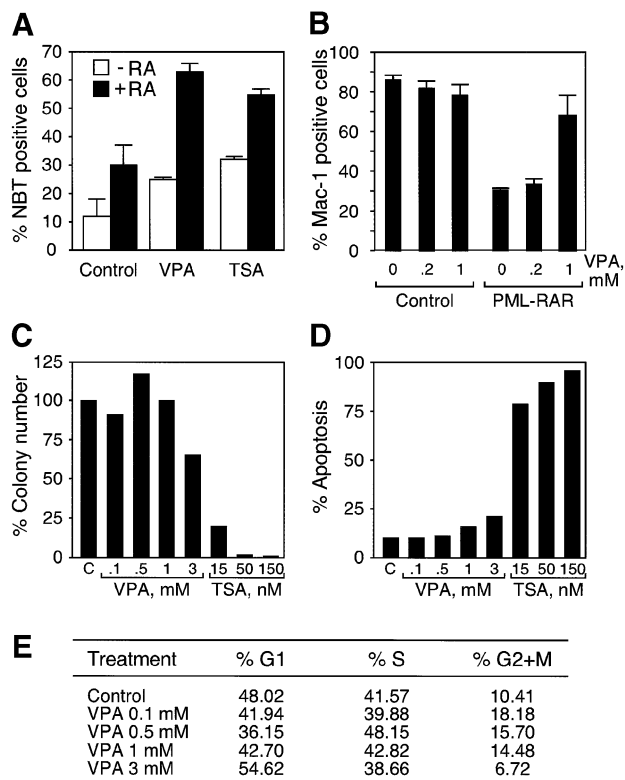 A
% NBT positive cells
70
60
50
40
30
20
10
0
- RA
+RA
Control VPA TSA
B
% Mac-1 positive cells
100
80
60
40
20
0
0 .2 1 0 .2 1 VPA, mM
Control PML-RAR
C
% Colony number
125
100
75
50
25
0
C .1 .5 1 3 15 50 150
VPA, mM TSA, nM
D
% Apoptosis
100
75
50
25
0
C .1 .5 1 3 15 50 150
VPA, mM TSA, nM
E
Treatment % G1 % S % G2+M
Control 48.02 41.57 10.41
VPA 0.1 mM 41.94 39.88 18.18
VPA 0.5 mM 36.15 48.15 15.70
VPA 1 mM 42.70 42.82 14.48
VPA 3 mM 54.62 38.66 6.72